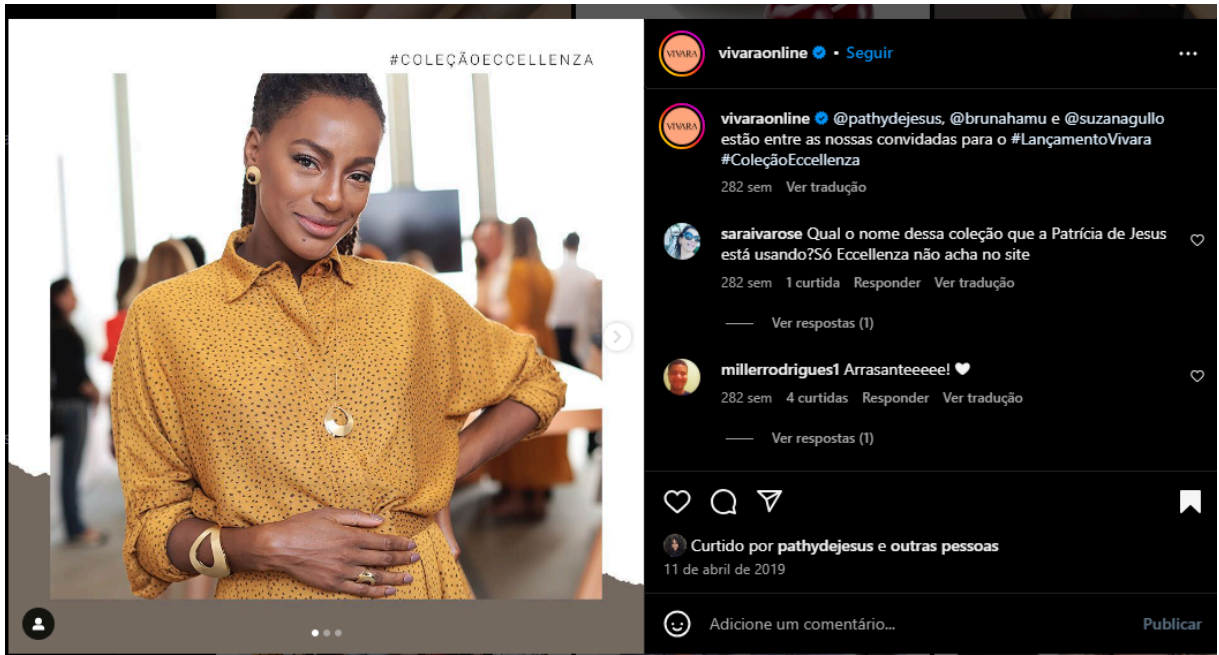 #COLEÇÃOECCELLENZA
VIVARA
vivaraonline • Seguir
VIVARA
vivaraonline @pathydejesus, @brunahamu e @suzanagullo
estão entre as nossas convidadas para o #LançamentoVivara
#ColeçãoEccellenza
282 sem Ver tradução
saraivarose Qual o nome dessa coleção que a Patrícia de Jesus
está usando?Só Eccellenza não acha no site
282 sem 1 curtida Responder Ver tradução
Ver respostas (1)
millerrodrigues1 Arrasanteeeee! 🤍
282 sem 4 curtidas Responder Ver tradução
Ver respostas (1)
Curtido por pathydejesus e outras pessoas
11 de abril de 2019
Adicione um comentário...
Publicar